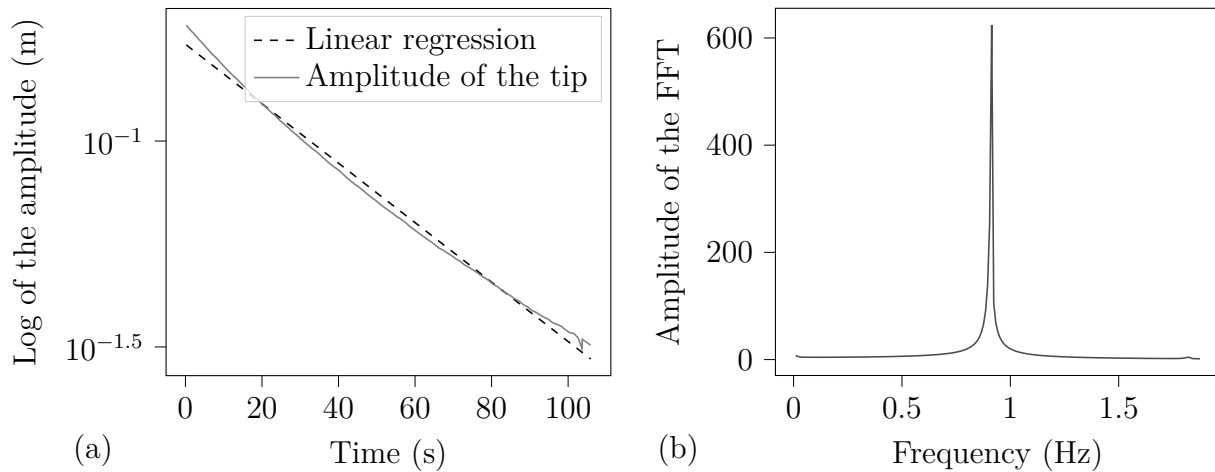 Log of the amplitude (m)
10⁻¹
10⁻¹·⁵
Linear regression
Amplitude of the tip
0 20 40 60 80 100
(a) Time (s)
Amplitude of the FFT
600
400
200
0
0 0.5 1 1.5
(b) Frequency (Hz)